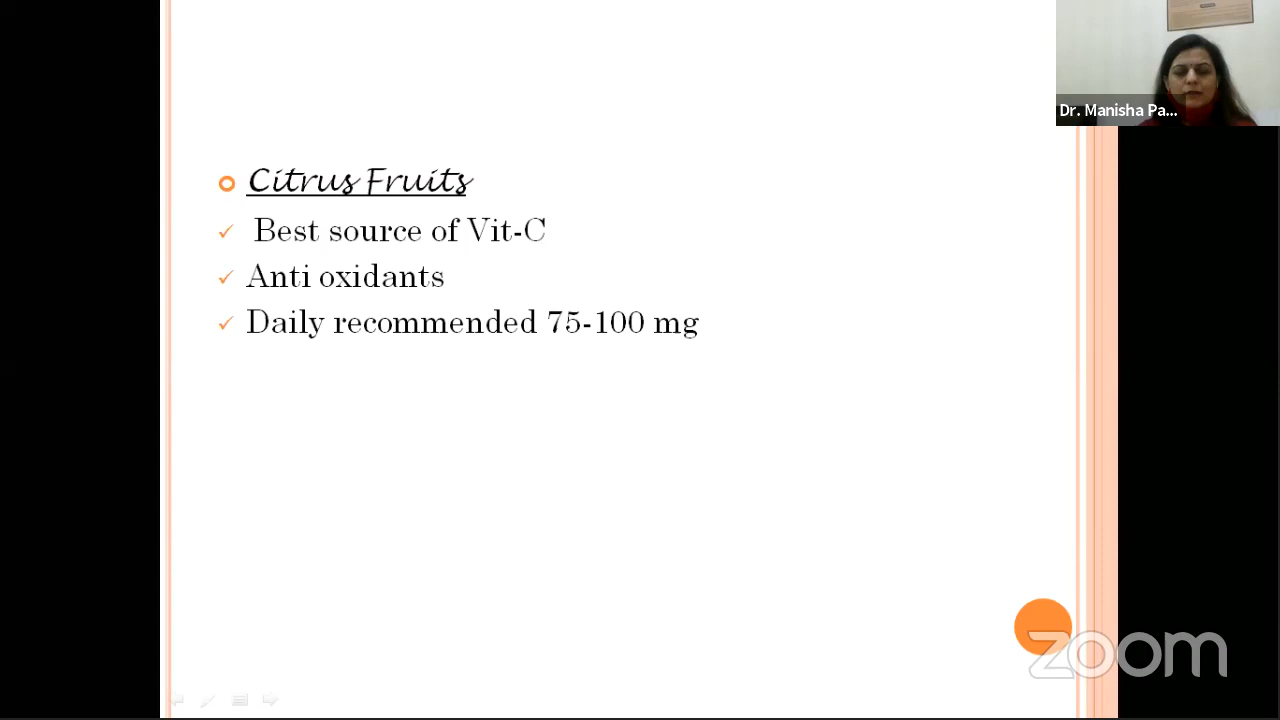 Dr. Manisha Pa...
Citrus Fruits
Best source of Vit-C
Anti oxidants
Daily recommended 75-100 mg
zoom